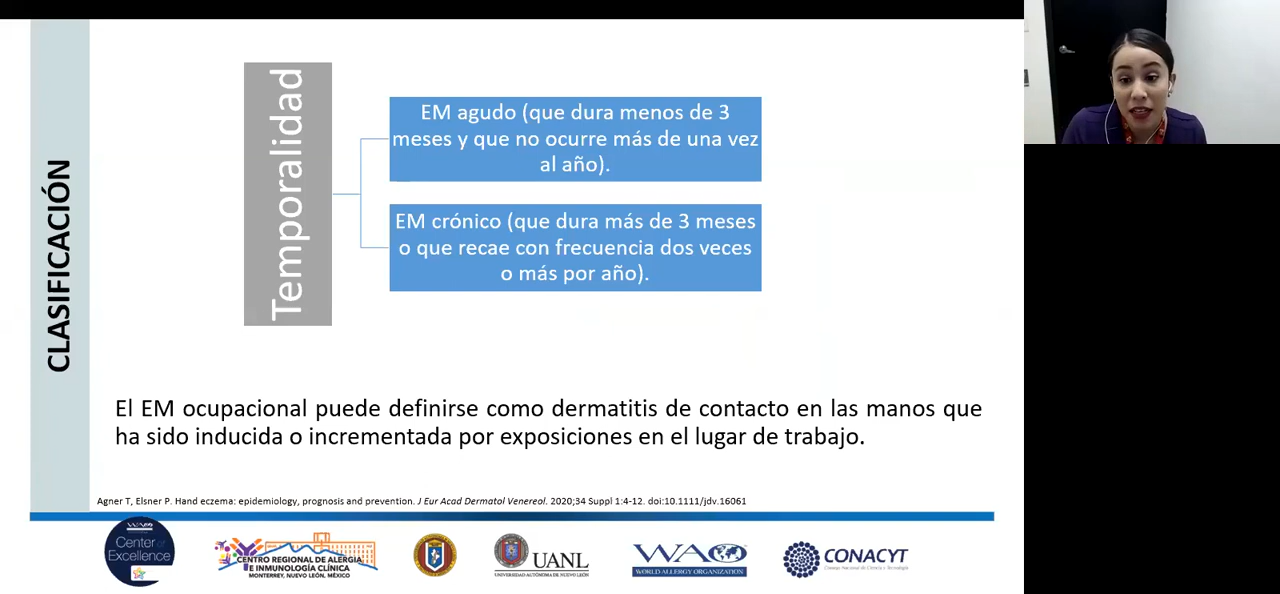 CLASIFICACIÓN
Temporalidad
EM agudo (que dura menos de 3
meses y que no ocurre más de una vez
al año).
EM crónico (que dura más de 3 meses
o que recae con frecuencia dos veces
o más por año).
El EM ocupacional puede definirse como dermatitis de contacto en las manos que
ha sido inducida o incrementada por exposiciones en el lugar de trabajo.
Agner T, Elsner P. Hand eczema: epidemiology, prognosis and prevention. J Eur Acad Dermatol Venereol. 2020;34 Suppl 1:4-12. doi:10.1111/jdv.16061
WAO
Center of
Excellence
CENTRO REGIONAL DE ALERGIA
E INMUNOLOGÍA CLÍNICA
MONTERREY, NUEVO LEÓN, MÉXICO
UANL
UNIVERSIDAD AUTÓNOMA DE NUEVO LEÓN
WAO
WORLD ALLERGY ORGANIZATION
CONACYT
Consejo Nacional de Ciencia y Tecnología